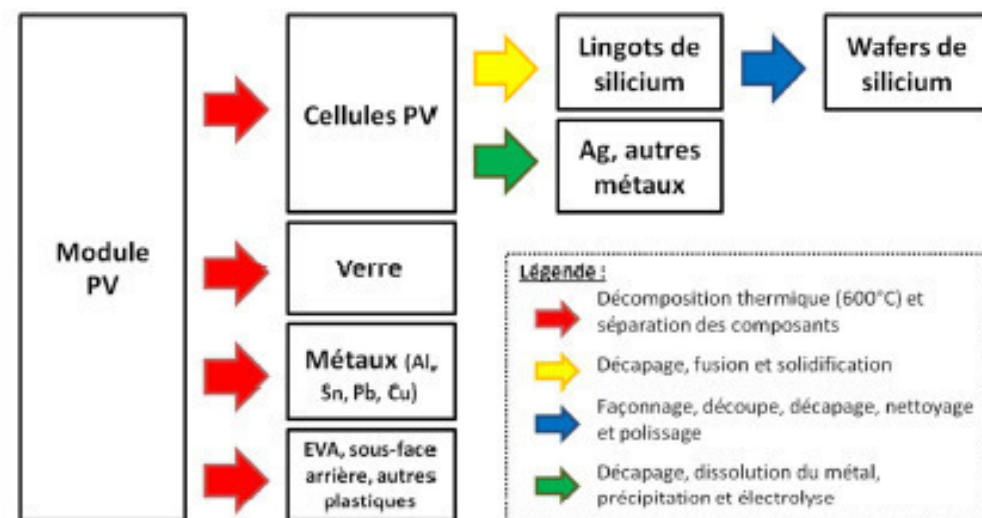 Module
PV
Cellules PV
Lingots de
silicium
Wafers de
silicium
Ag, autres
métaux
Verre
Métaux (Al,
Sn, Pb, Cu)
EVA, sous-face
arrière, autres
plastiques
Légende :
Décomposition thermique (600°C) et
séparation des composants
Décapage, fusion et solidification
Façonnage, découpe, décapage, nettoyage
et polissage
Décapage, dissolution du métal,
précipitation et électrolyse